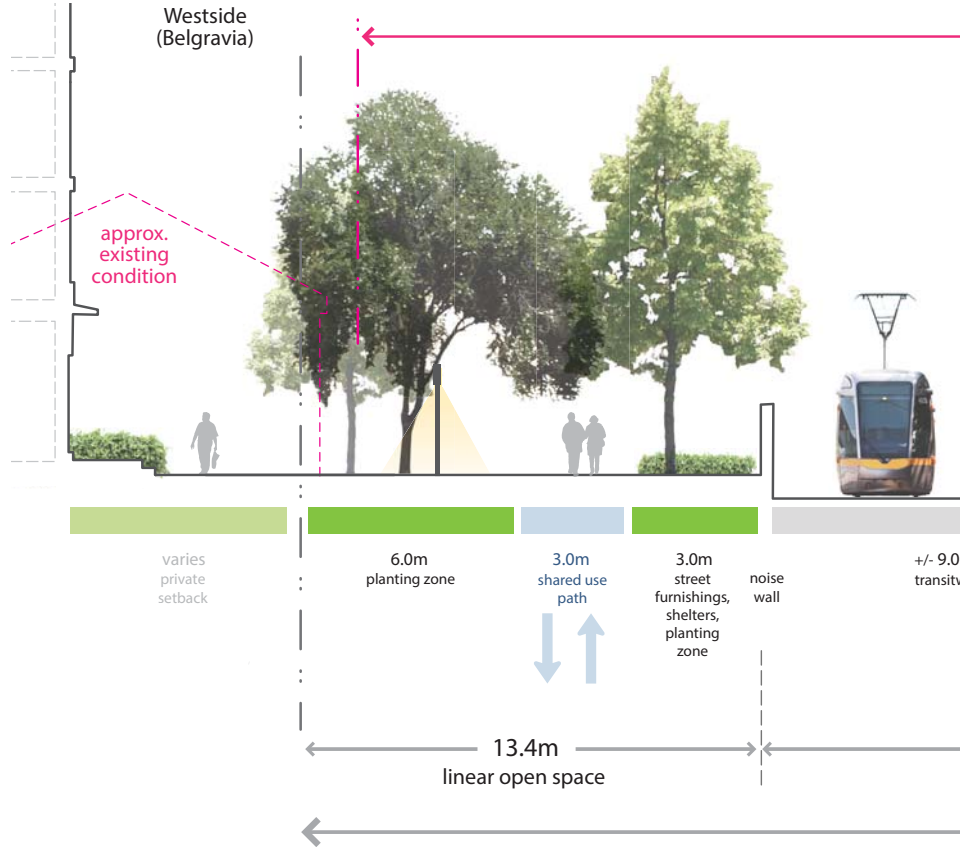 Westside
(Belgravia)
approx.
existing
condition
varies
private
setback
6.0m
planting zone
3.0m
shared use
path
3.0m
street
furnishings,
shelters,
planting
zone
noise
wall
+/- 9.0
transitw
13.4m
linear open space